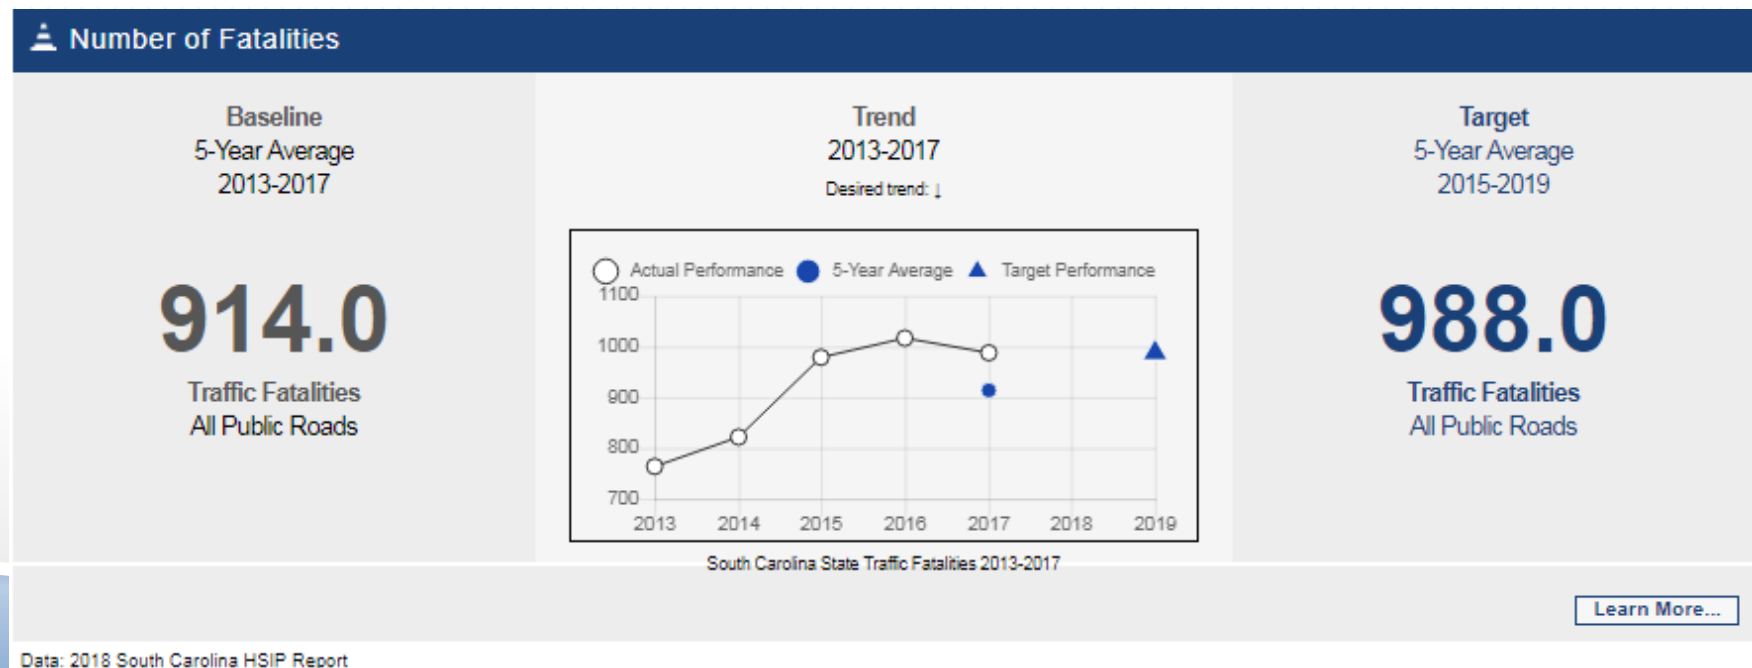 Number of Fatalities
Baseline
5-Year Average
2013-2017
914.0
Traffic Fatalities
All Public Roads
Trend
2013-2017
Desired trend: ↓
Actual Performance 5-Year Average Target Performance
1100
1000
900
800
700
2013 2014 2015 2016 2017 2018 2019
South Carolina State Traffic Fatalities 2013-2017
Target
5-Year Average
2015-2019
988.0
Traffic Fatalities
All Public Roads
Learn More...
Data: 2018 South Carolina HSIP Report